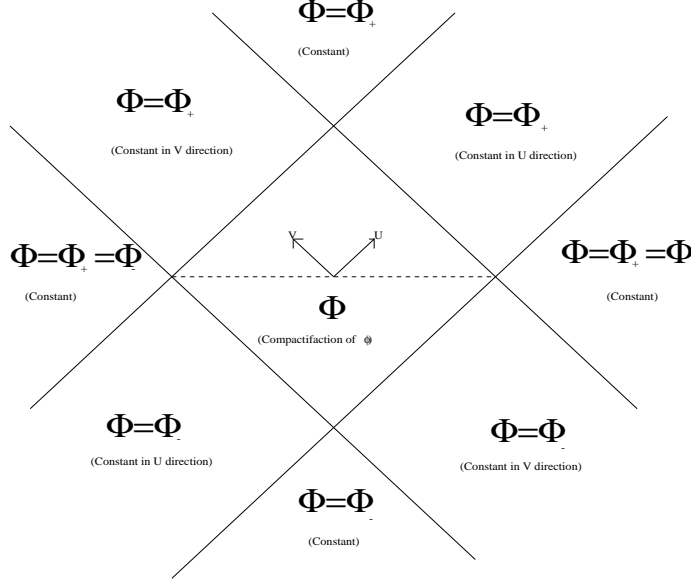 Φ=Φ₊
(Constant)
Φ=Φ₊
(Constant in V direction)
Φ=Φ₊
(Constant in U direction)
V
U
Φ=Φ₊=Φ₋
(Constant)
Φ=Φ₊=Φ
(Constant)
Φ
(Compactifaction of φ)
Φ=Φ₋
(Constant in U direction)
Φ=Φ₋
(Constant in V direction)
Φ=Φ₋
(Constant)